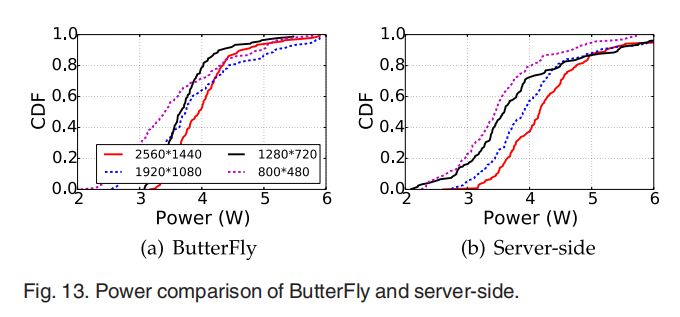 1.0
0.8
0.6
0.4
0.2
0.0
CDF
2560*1440
1920*1080
1280*720
800*480
2 3 4 5 6
Power (W)
(a) ButterFly
1.0
0.8
0.6
0.4
0.2
0.0
CDF
2 3 4 5 6
Power (W)
(b) Server-side
Fig. 13. Power comparison of ButterFly and server-side.